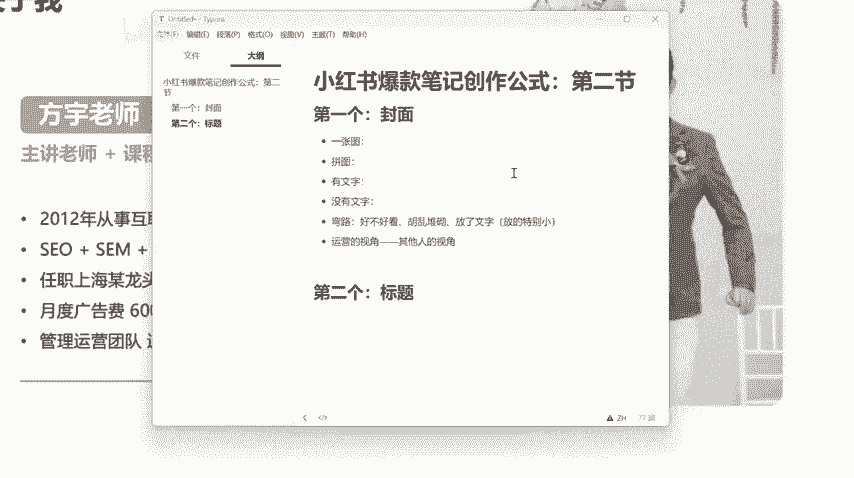 Untitled• - Typora
文件(F) 编辑(E) 段落(P) 格式(O) 视图(V) 主题(T) 帮助(H)
文件 大纲
小红书爆款笔记创作公式：第二节
第一个：封面
第二个：标题
小红书爆款笔记创作公式：第二节
第一个：封面
一张图：
拼图：
有文字：
没有文字：
弯路：好不好看、胡乱堆砌、放了文字（放的特别小）
运营的视角——其他人的视角
第二个：标题
ZH 77 词
于我
方宇老师
主讲老师 + 课程
2012年从事互联
SEO + SEM +
任职上海某龙头
月度广告费 600
管理运营团队